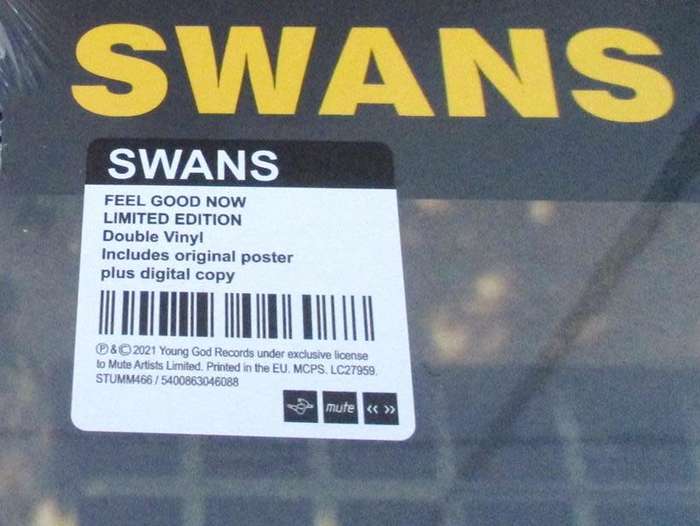 SWANS
SWANS
FEEL GOOD NOW
LIMITED EDITION
Double Vinyl
Includes original poster
plus digital copy
℗ & © 2021 Young God Records under exclusive license
to Mute Artists Limited. Printed in the EU. MCPS. LC27959.
STUMM466 / 5400863046088
mute << >>